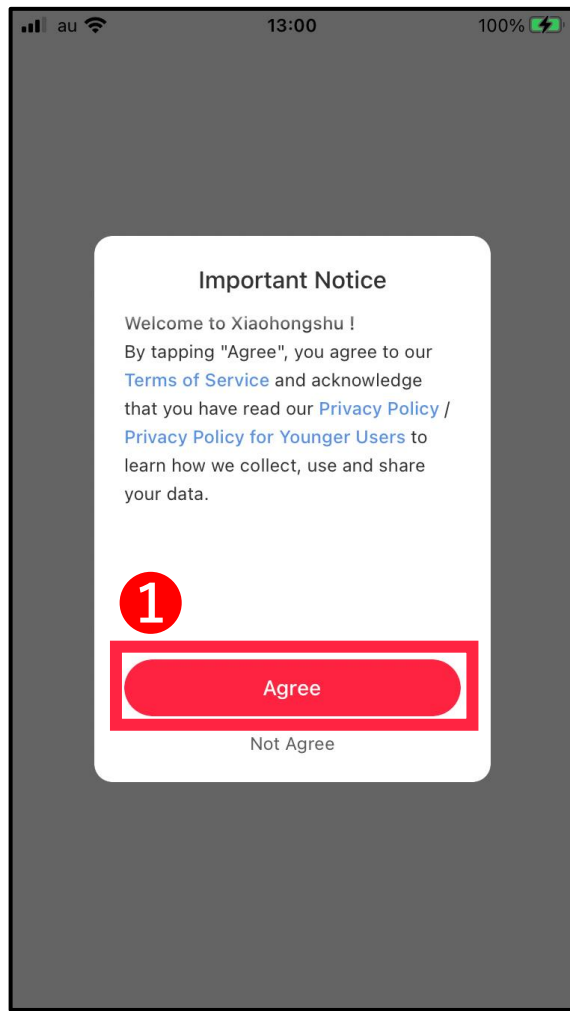 au 13:00 100%
Important Notice
Welcome to Xiaohongshu !
By tapping "Agree", you agree to our
Terms of Service and acknowledge
that you have read our Privacy Policy /
Privacy Policy for Younger Users to
learn how we collect, use and share
your data.
1
Agree
Not Agree